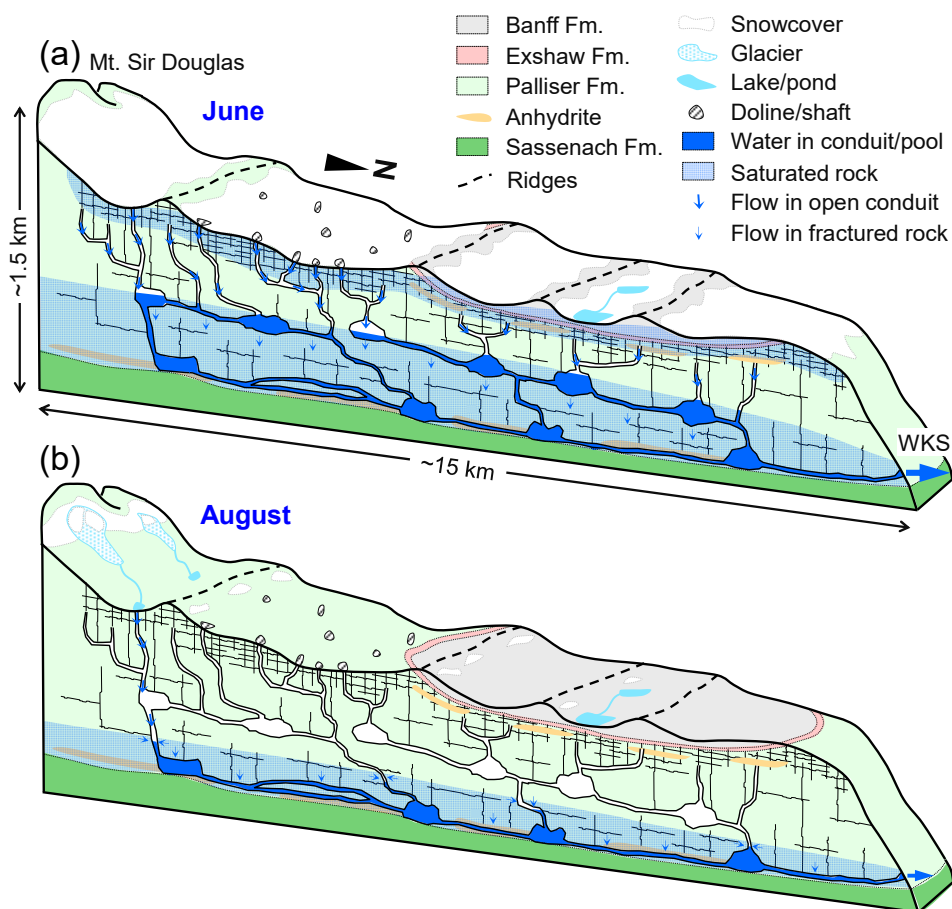 (a)
Mt. Sir Douglas
June
Banff Fm.
Exshaw Fm.
Palliser Fm.
Anhydrite
Sassenach Fm.
Ridges
Snowcover
Glacier
Lake/pond
Doline/shaft
Water in conduit/pool
Saturated rock
Flow in open conduit
Flow in fractured rock
N
~1.5 km
~15 km
WKS
(b)
August